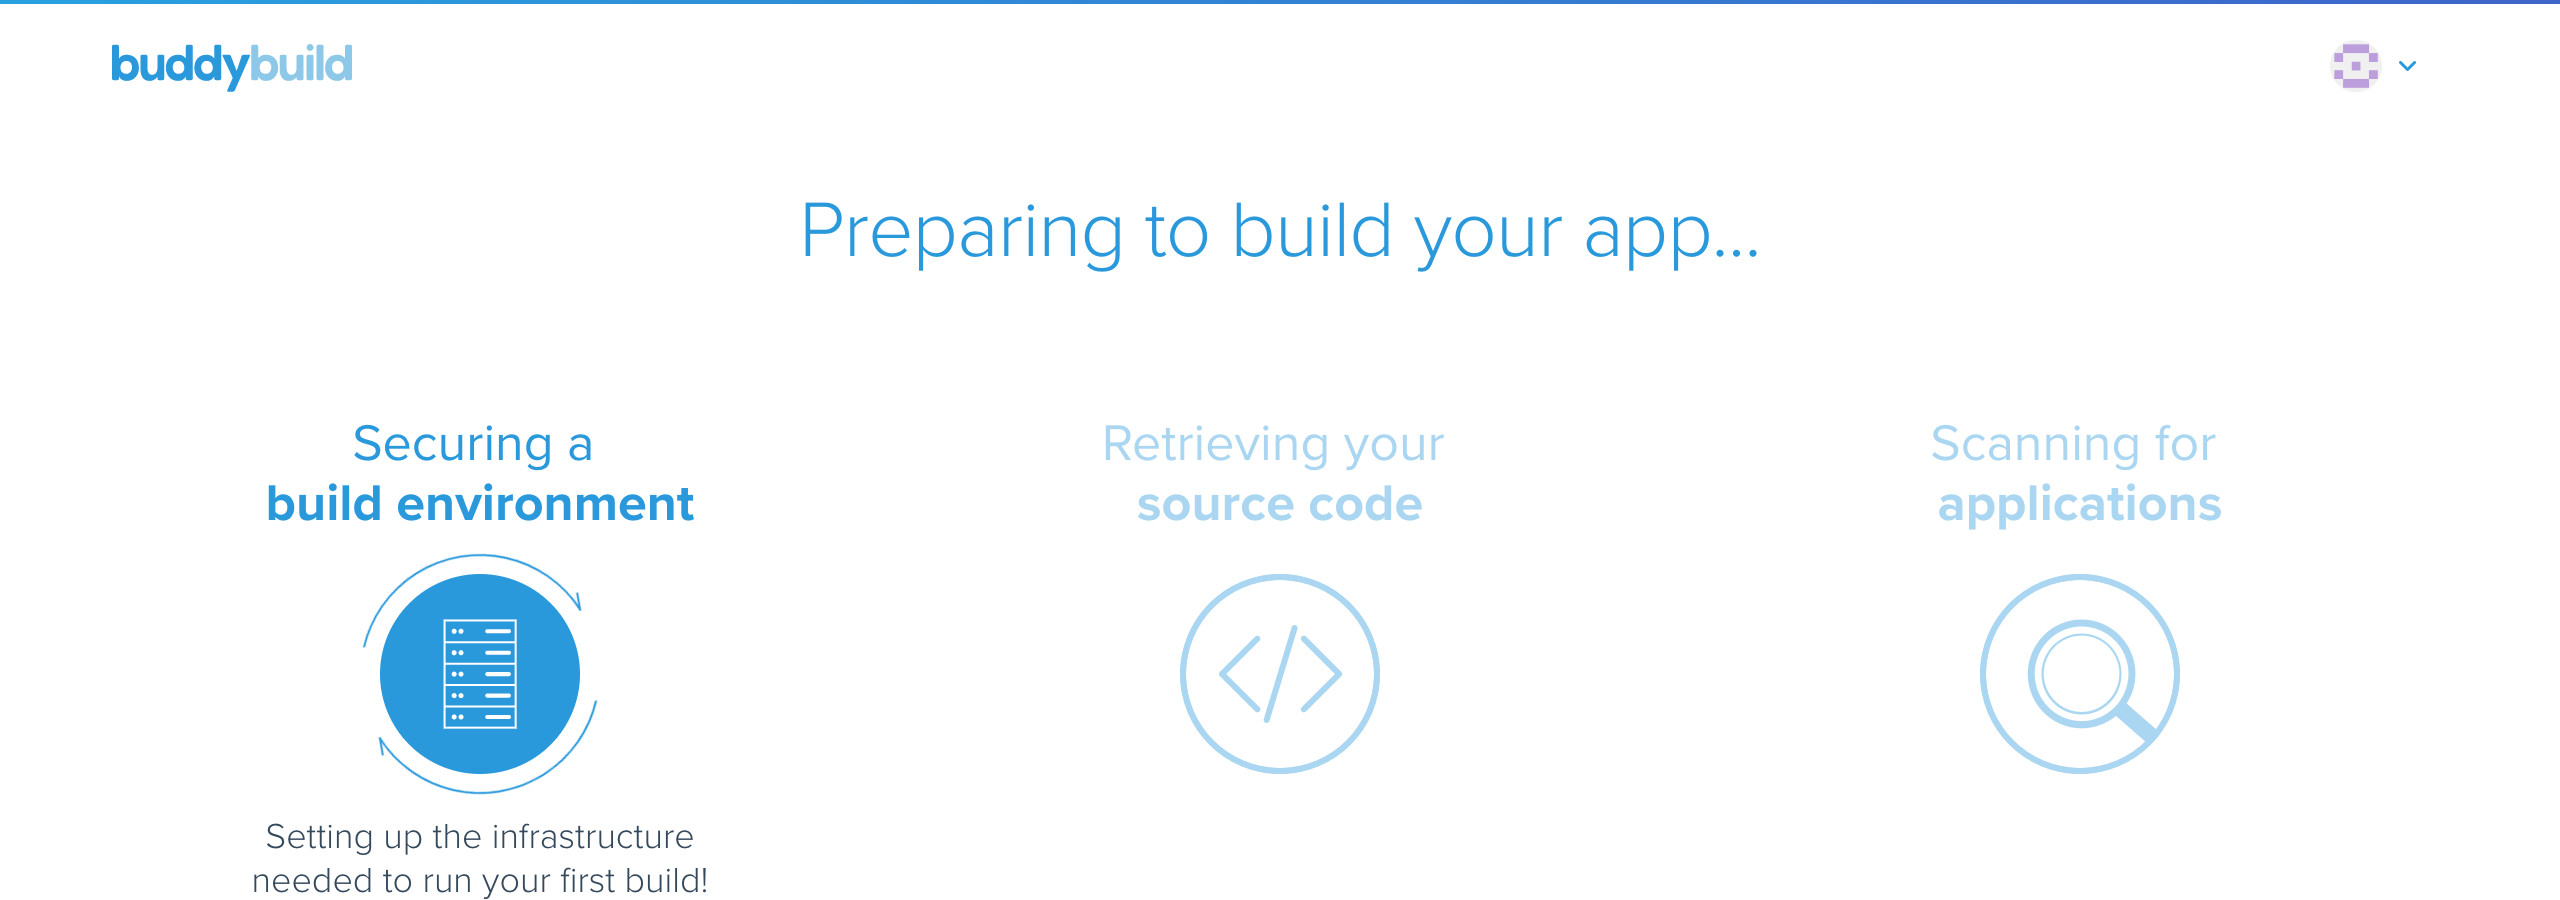 buddybuild
Preparing to build your app...
Securing a
build environment
Retrieving your
source code
Scanning for
applications
Setting up the infrastructure
needed to run your first build!